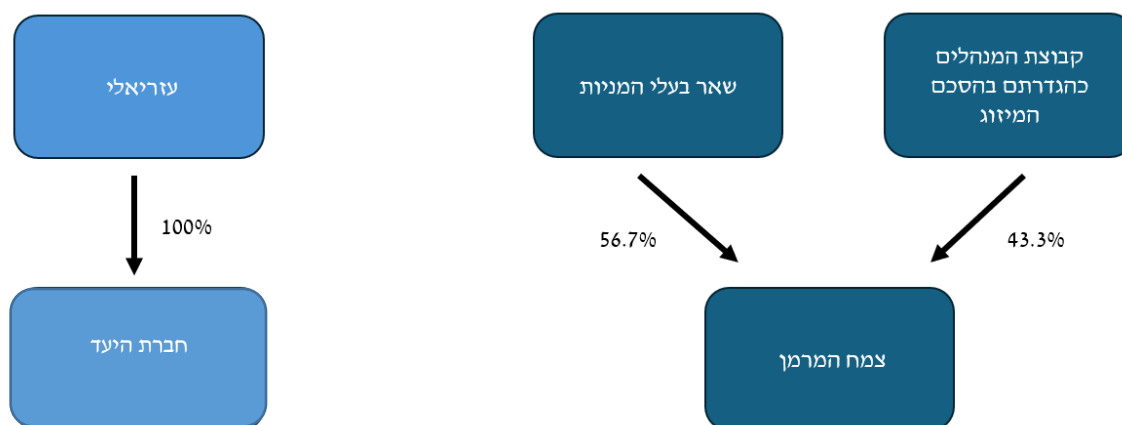 קבוצת המנהלים
כהגדרתם בהסכם
המיזוג
שאר בעלי המניות
עזריאלי
43.3%
56.7%
100%
צמח המרמן
חברת היעד